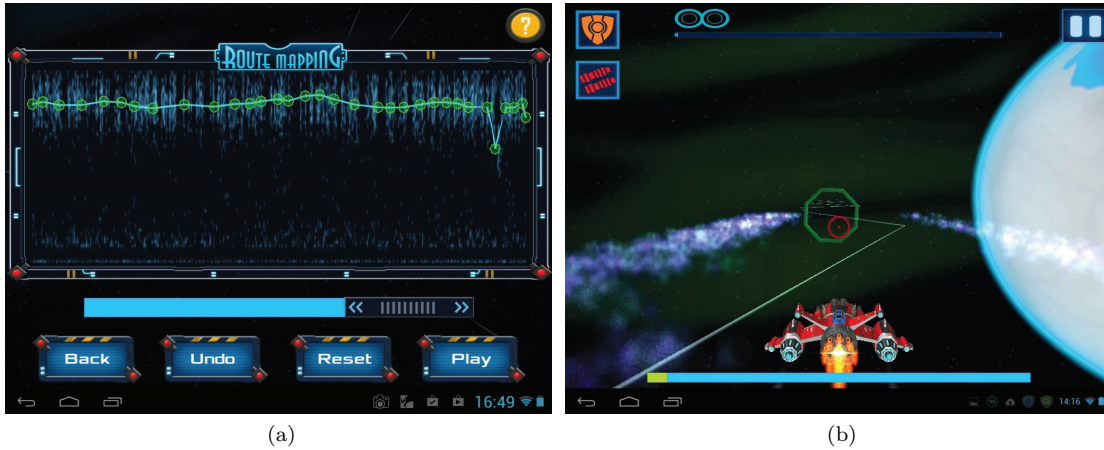 ?
ROUTE MAPPING
Back
Undo
Reset
Play
16:49
14:16
(a)
(b)